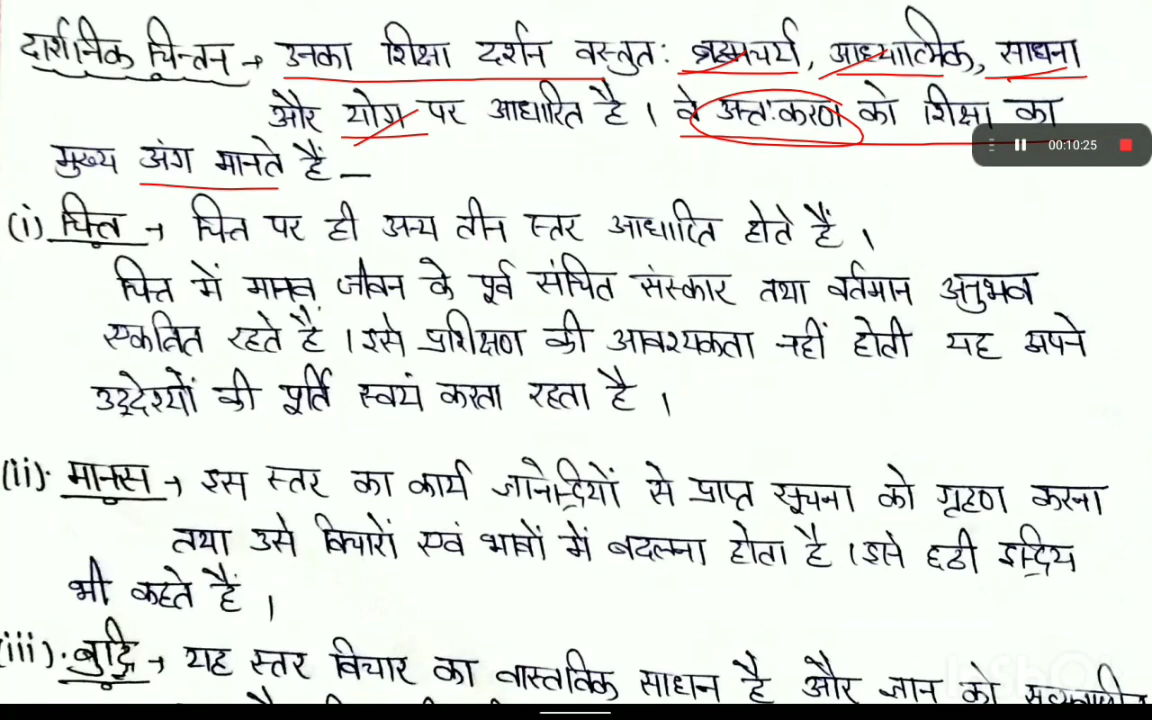 दार्शनिक चिन्तन → उनका शिक्षा दर्शन वस्तुतः ब्रह्मचर्य, आध्यात्मिक, साधना
और योग पर आधारित है । वे अन्तःकरण को शिक्षा का
00:10:25
मुख्य अंग मानते हैं –
(i) चित्त → चित्त पर ही अन्य तीन स्तर आधारित होते हैं ।
चित्त में मानव जीवन के पूर्व संचित संस्कार तथा वर्तमान अनुभव
एकत्रित रहते हैं । इसे प्रशिक्षण की आवश्यकता नहीं होती यह अपने
उद्देश्यों की पूर्ति स्वयं करता रहता है ।
(ii). मानस → इस स्तर का कार्य ज्ञानेन्द्रियों से प्राप्त सूचना को गृहण करना
तथा उसे विचारों एवं भावों में बदलना होता है । इसे छठी इन्द्रिय
भी कहते हैं ।
(iii). बुद्धि → यह स्तर विचार का वास्तविक साधन है और ज्ञान को